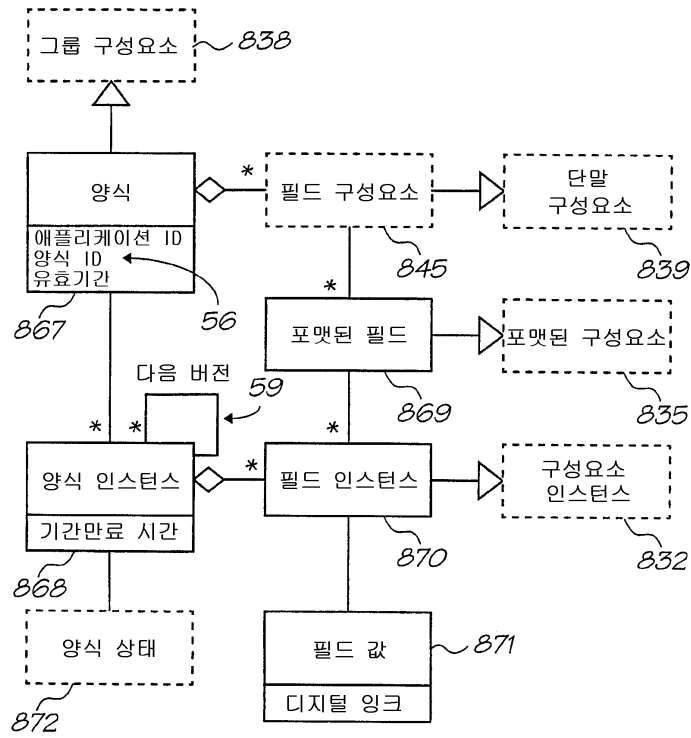 그룹 구성요소
838
양식
*
필드 구성요소
단말
구성요소
애플리케이션 ID
양식 ID
유효기간
867
56
845
839
*
포맷된 필드
포맷된 구성요소
869
835
다음 버전
59
*
*
*
양식 인스턴스
*
필드 인스턴스
구성요소
인스턴스
기간만료 시간
868
870
832
양식 상태
872
필드 값
871
디지털 잉크